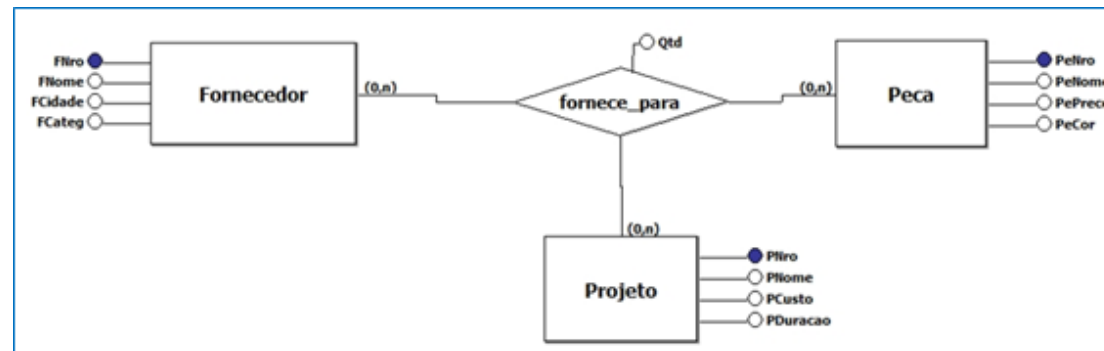 Fornecedor
FNro
FNome
FCidade
FCateg
(0,n)
fornece_para
Qtd
(0,n)
Peca
PeNro
PeNome
PePreco
PeCor
(0,n)
Projeto
PNro
PNome
PCusto
PDuracao